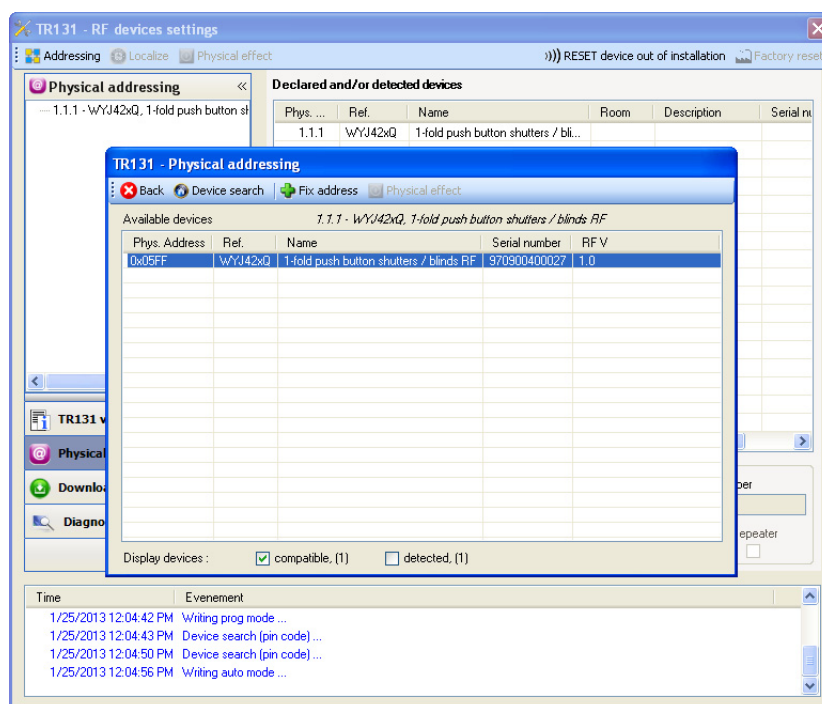 TR131 - RF devices settings
Addressing Localize Physical effect ))) RESET device out of installation Factory reset
Physical addressing «
1.1.1 - WYJ42xQ, 1-fold push button sh
Declared and/or detected devices
Phys. ... Ref. Name Room Description Serial nu
1.1.1 WYJ42xQ 1-fold push button shutters / bli...
TR131 - Physical addressing
Back Device search Fix address Physical effect
Available devices 1.1.1 - WYJ42xQ, 1-fold push button shutters / blinds RF
Phys. Address Ref. Name Serial number RF V
0x05FF WYJ42xQ 1-fold push button shutters / blinds RF 970900400027 1.0
TR131 v
Physical
Downloa
Diagno
ber
epeater
Display devices : compatible, (1) detected, (1)
Time Evenement
1/25/2013 12:04:42 PM Writing prog mode ...
1/25/2013 12:04:43 PM Device search (pin code) ...
1/25/2013 12:04:50 PM Device search (pin code) ...
1/25/2013 12:04:56 PM Writing auto mode ...